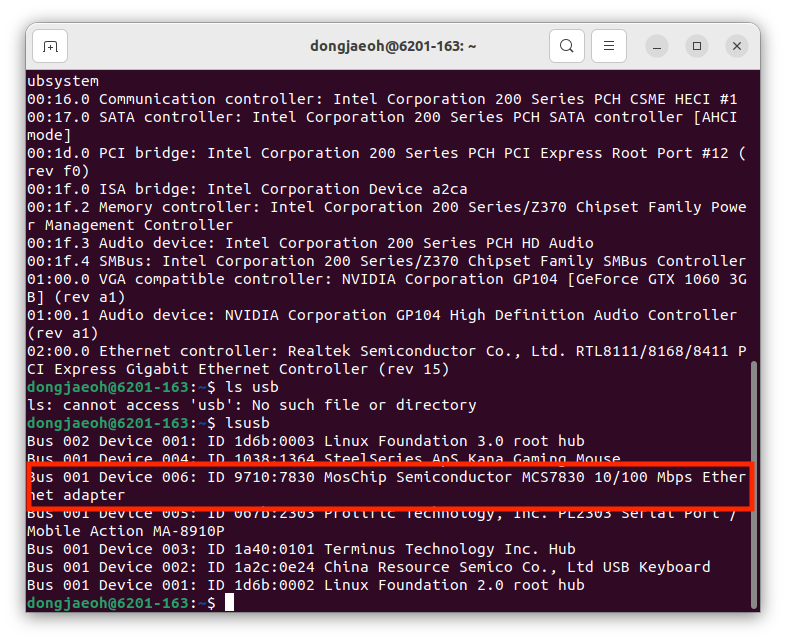 dongjaeoh@6201-163: ~
ubsystem
00:16.0 Communication controller: Intel Corporation 200 Series PCH CSME HECI #1
00:17.0 SATA controller: Intel Corporation 200 Series PCH SATA controller [AHCI
mode]
00:1d.0 PCI bridge: Intel Corporation 200 Series PCH PCI Express Root Port #12 (
rev f0)
00:1f.0 ISA bridge: Intel Corporation Device a2ca
00:1f.2 Memory controller: Intel Corporation 200 Series/Z370 Chipset Family Powe
r Management Controller
00:1f.3 Audio device: Intel Corporation 200 Series PCH HD Audio
00:1f.4 SMBus: Intel Corporation 200 Series/Z370 Chipset Family SMBus Controller
01:00.0 VGA compatible controller: NVIDIA Corporation GP104 [GeForce GTX 1060 3G
B] (rev a1)
01:00.1 Audio device: NVIDIA Corporation GP104 High Definition Audio Controller
(rev a1)
02:00.0 Ethernet controller: Realtek Semiconductor Co., Ltd. RTL8111/8168/8411 P
CI Express Gigabit Ethernet Controller (rev 15)
dongjaeoh@6201-163:~$ ls usb
ls: cannot access 'usb': No such file or directory
dongjaeoh@6201-163:~$ lsusb
Bus 002 Device 001: ID 1d6b:0003 Linux Foundation 3.0 root hub
Bus 001 Device 004: ID 1038:1364 SteelSeries ApS Kana Gaming Mouse
Bus 001 Device 006: ID 9710:7830 MosChip Semiconductor MCS7830 10/100 Mbps Ether
net adapter
Bus 001 Device 005: ID 067b:2303 Prolific Technology, Inc. PL2303 Serial Port /
Mobile Action MA-8910P
Bus 001 Device 003: ID 1a40:0101 Terminus Technology Inc. Hub
Bus 001 Device 002: ID 1a2c:0e24 China Resource Semico Co., Ltd USB Keyboard
Bus 001 Device 001: ID 1d6b:0002 Linux Foundation 2.0 root hub
dongjaeoh@6201-163:~$